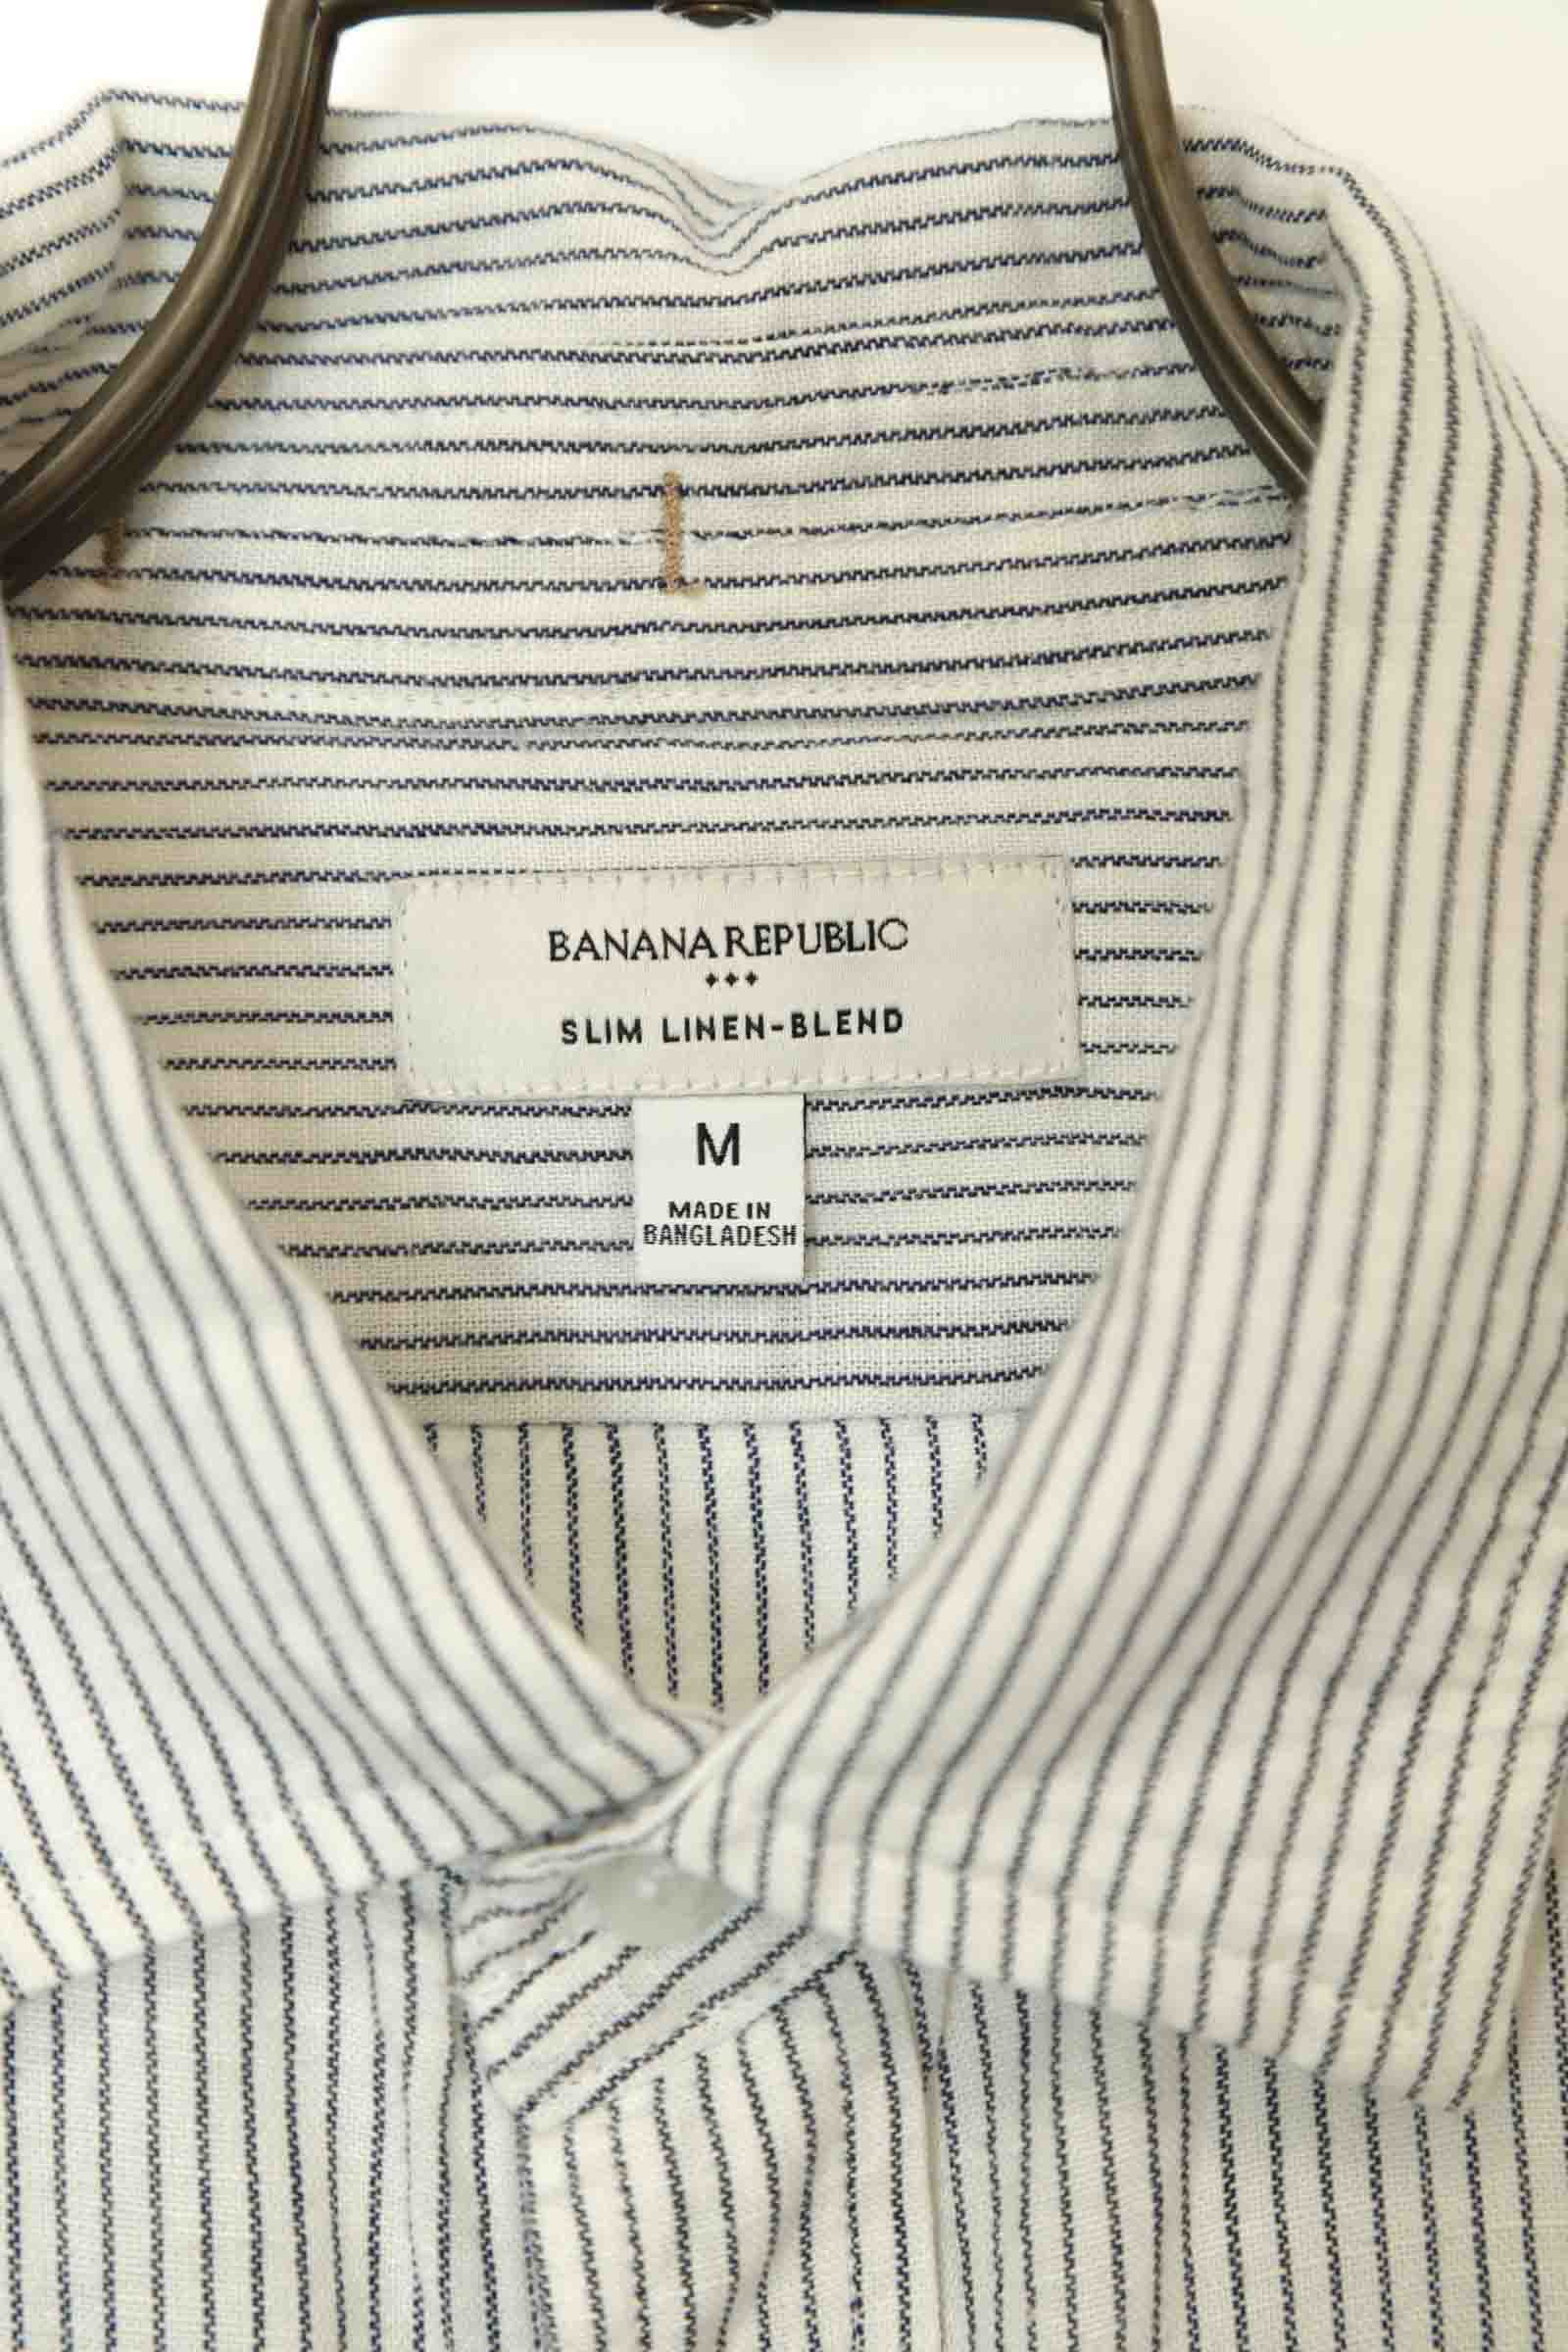 BANANA REPUBLIC
SLIM LINEN-BLEND
M
MADE IN
BANGLADESH